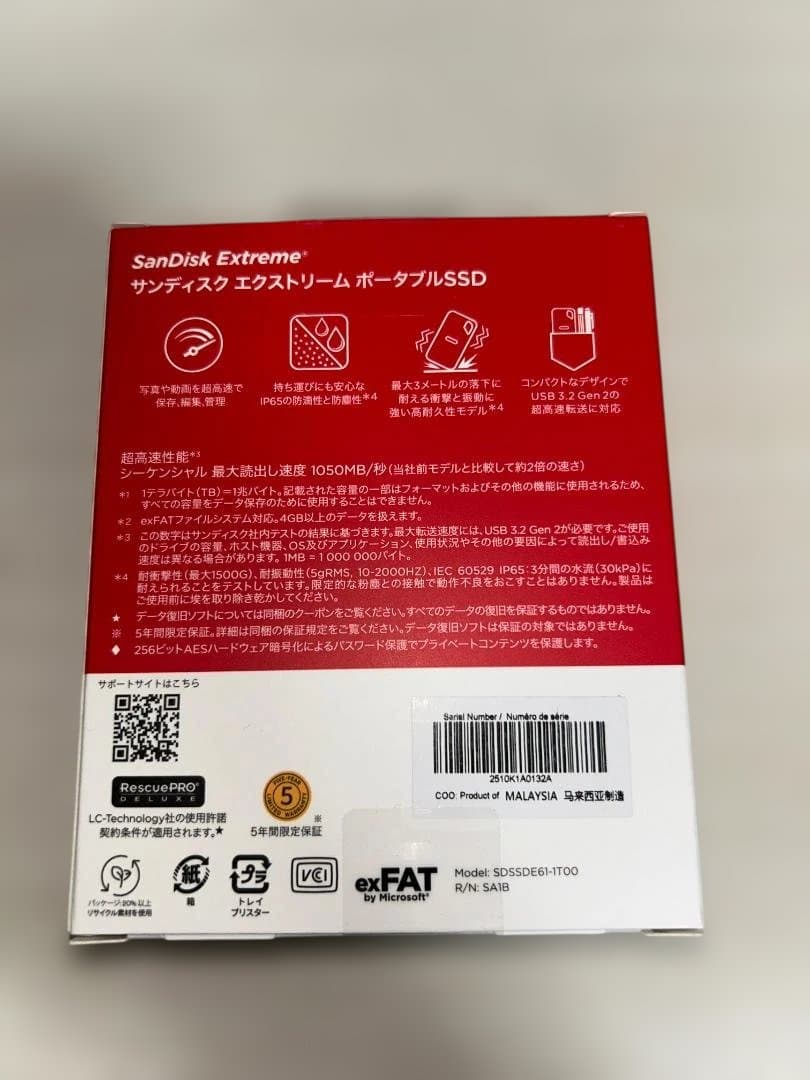 SanDisk Extreme®
サンディスク エクストリーム ポータブルSSD
写真や動画を超高速で
保存、編集、管理
持ち運びにも安心な
IP65の防滴性と防塵性*4
最大3メートルの落下に
耐える衝撃と振動に
強い高耐久性モデル*4
コンパクトなデザインで
USB 3.2 Gen 2の
超高速転送に対応
超高速性能*3
シーケンシャル 最大読出し速度 1050MB/秒(当社前モデルと比較して約2倍の速さ)
*1 1テラバイト(TB)=1兆バイト。記載された容量の一部はフォーマットおよびその他の機能に使用されるため、
すべての容量をデータ保存のために使用することはできません。
*2 exFATファイルシステム対応。4GB以上のデータを扱えます。
*3 この数字はサンディスク社内テストの結果に基づきます。最大転送速度には、USB 3.2 Gen 2が必要です。ご使用
のドライブの容量、ホスト機器、OS及びアプリケーション、使用状況やその他の要因によって読出し/書込み
速度は異なる場合があります。1MB=1 000 000バイト。
*4 耐衝撃性(最大1500G)、耐振動性(5gRMS, 10-2000HZ)、IEC 60529 IP65:3分間の水流(30kPa)に
耐えられることをテストしています。限定的な粉塵との接触で動作不良をおこすことはありません。製品は
ご使用前に埃を取り除き乾かしてください。
★ データ復旧ソフトについては同梱のクーポンをご覧ください。すべてのデータの復旧を保証するものではありません。
※ 5年間限定保証。詳細は同梱の保証規定をご覧ください。データ復旧ソフトは保証の対象ではありません。
♦ 256ビットAESハードウェア暗号化によるパスワード保護でプライベートコンテンツを保護します。
サポートサイトはこちら
Serial Number / Numéro de série
2510K1A0132A
COO: Product of MALAYSIA 马来西亚制造
RescuePRO®
DELUXE
LC-Technology社の使用許諾
契約条件が適用されます。★
FIVE-YEAR
5
LIMITED WARRANTY
※
5年間限定保証
パッケージ:20%以上
リサイクル素材を使用
紙
箱
プラ
トレイ
ブリスター
VCI
exFAT
by Microsoft®
Model: SDSSDE61-1T00
R/N: SA1B